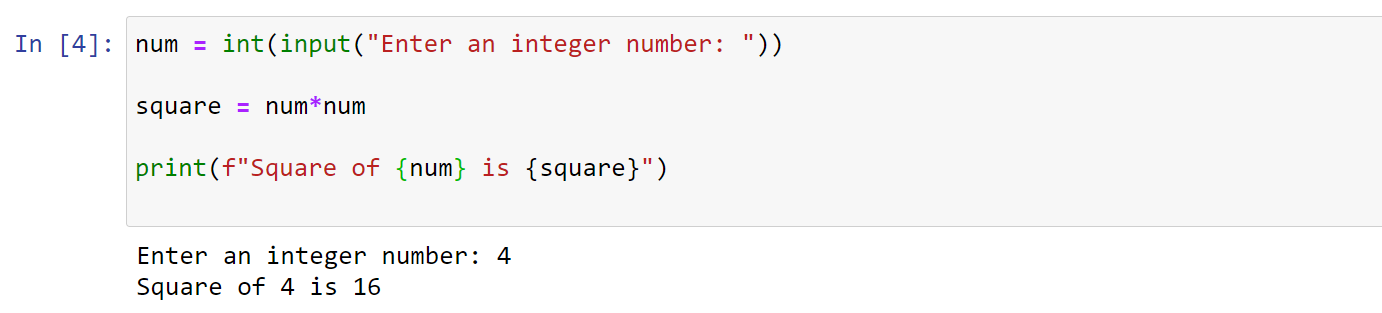 In [4]: num = int(input("Enter an integer number: "))
square = num*num
print(f"Square of {num} is {square}")
Enter an integer number: 4
Square of 4 is 16